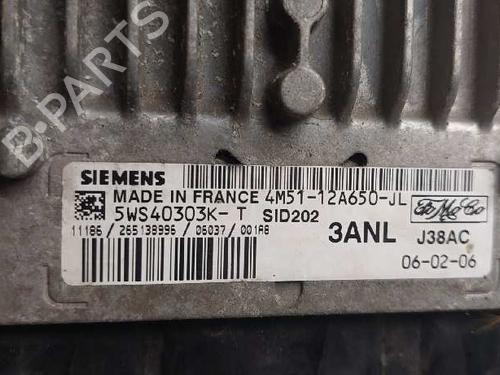 B-PARTS
SIEMENS
MADE IN FRANCE 4M51-12A650-JL
5WS40303K-T SID202
11186/265138996/06037/001A8
FoMoCo
3ANL J38AC
06-02-06